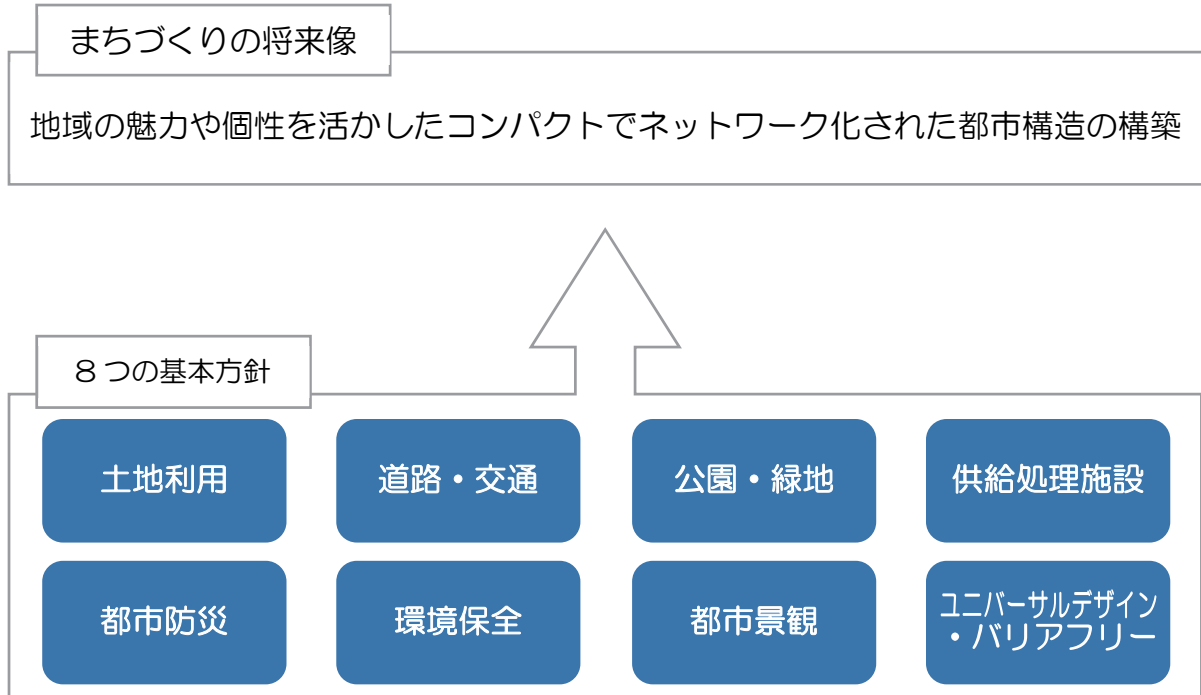 まちづくりの将来像
地域の魅力や個性を活かしたコンパクトでネットワーク化された都市構造の構築
８つの基本方針
土地利用
道路・交通
公園・緑地
供給処理施設
都市防災
環境保全
都市景観
ユニバーサルデザイン
・バリアフリー